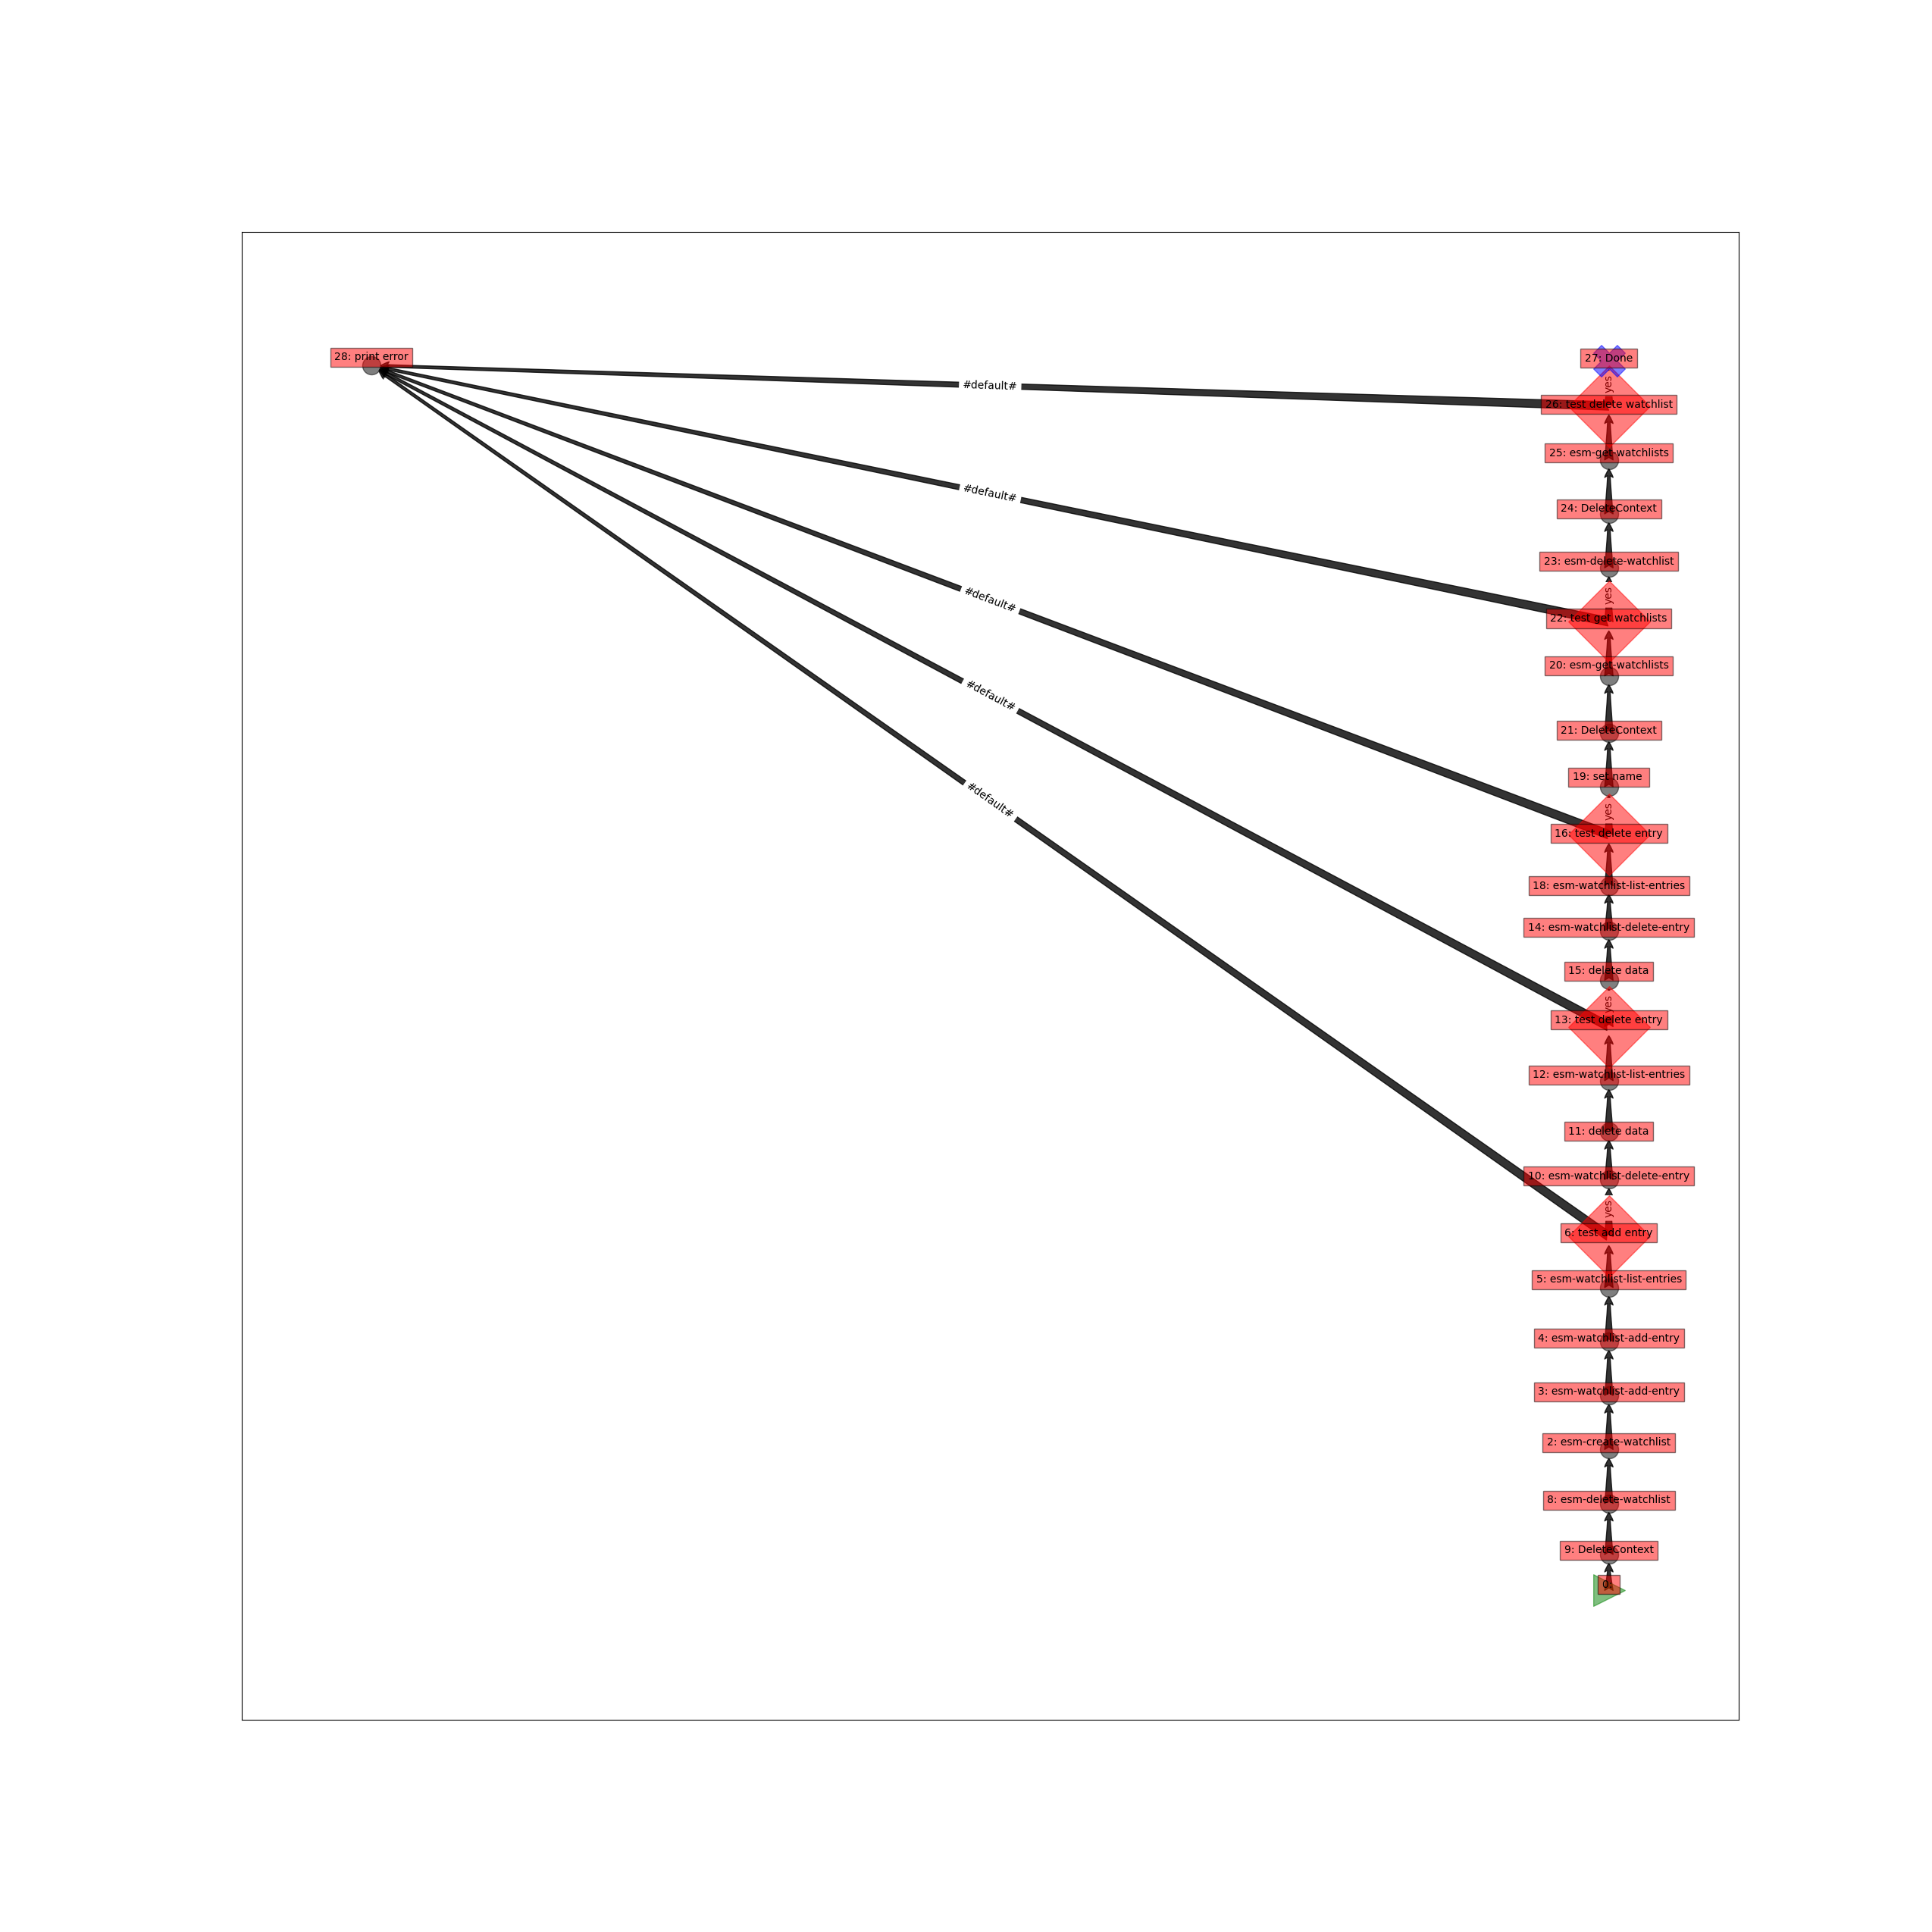 28: print error
27: Done
yes
#default#
26: test delete watchlist
25: esm-get-watchlists
#default#
24: DeleteContext
23: esm-delete-watchlist
yes
#default#
22: test get watchlists
20: esm-get-watchlists
#default#
21: DeleteContext
19: set name
#default#
yes
16: test delete entry
18: esm-watchlist-list-entries
14: esm-watchlist-delete-entry
15: delete data
yes
13: test delete entry
12: esm-watchlist-list-entries
11: delete data
10: esm-watchlist-delete-entry
yes
6: test add entry
5: esm-watchlist-list-entries
4: esm-watchlist-add-entry
3: esm-watchlist-add-entry
2: esm-create-watchlist
8: esm-delete-watchlist
9: DeleteContext
0: